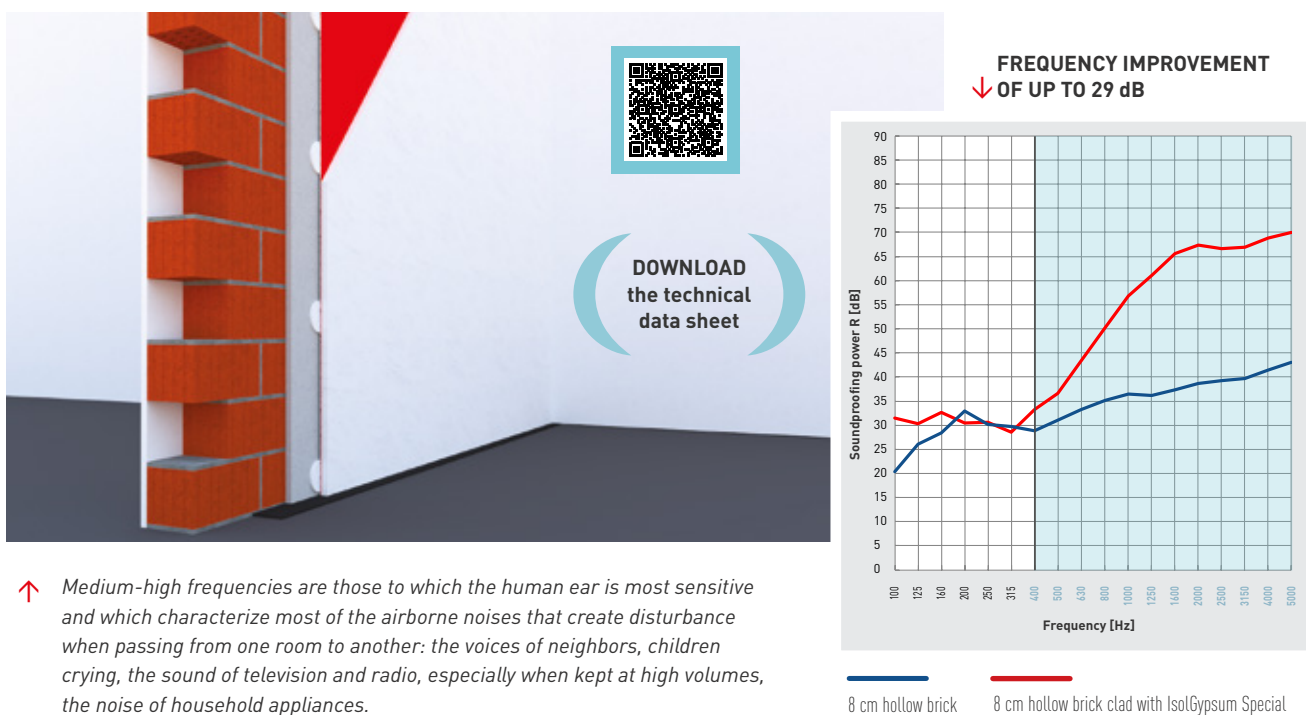 DOWNLOAD
the technical
data sheet
↑ Medium-high frequencies are those to which the human ear is most sensitive
and which characterize most of the airborne noises that create disturbance
when passing from one room to another: the voices of neighbors, children
crying, the sound of television and radio, especially when kept at high volumes,
the noise of household appliances.
FREQUENCY IMPROVEMENT
↓ OF UP TO 29 dB
Soundproofing power R [dB]
90
85
80
75
70
65
60
55
50
45
40
35
30
25
20
15
10
5
0
100 125 160 200 250 315 400 500 630 800 1000 1250 1600 2000 2500 3150 4000 5000
Frequency [Hz]
8 cm hollow brick
8 cm hollow brick clad with IsolGypsum Special